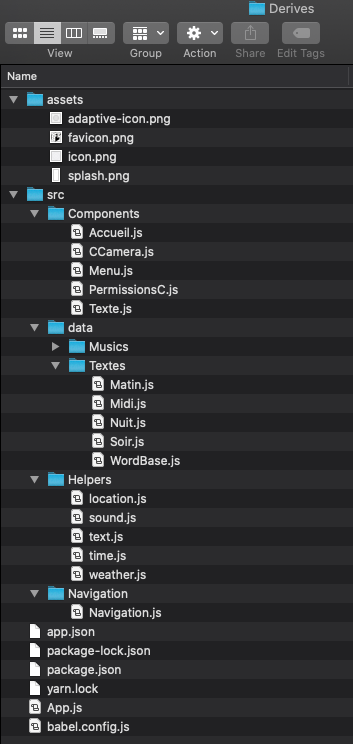 Derives
View
Group
Action
Share
Edit Tags
Name
assets
adaptive-icon.png
favicon.png
icon.png
splash.png
src
Components
Accueil.js
CCamera.js
Menu.js
PermissionsC.js
Texte.js
data
Musics
Textes
Matin.js
Midi.js
Nuit.js
Soir.js
WordBase.js
Helpers
location.js
sound.js
text.js
time.js
weather.js
Navigation
Navigation.js
app.json
package-lock.json
package.json
yarn.lock
App.js
babel.config.js